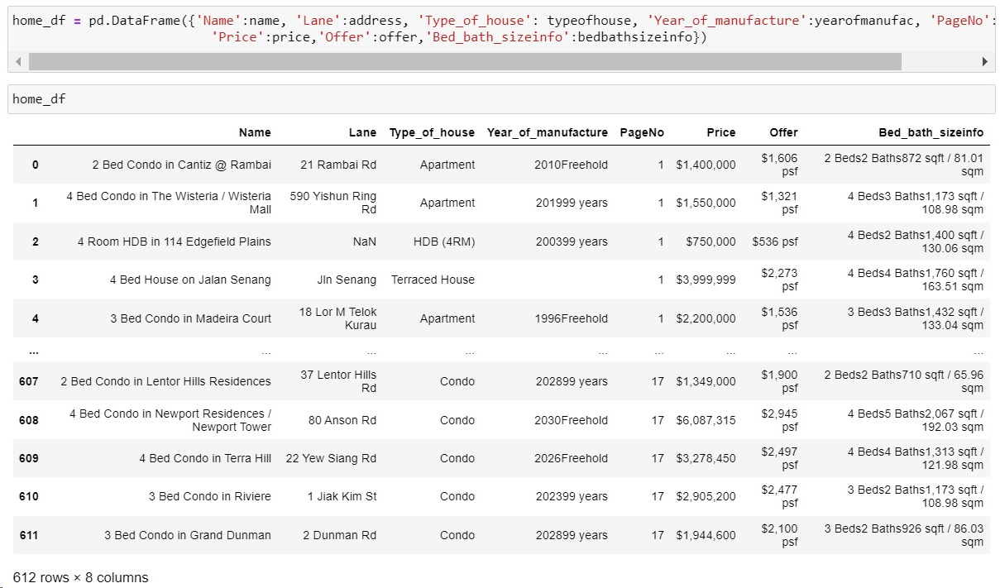 home_df = pd.DataFrame({'Name':name, 'Lane':address, 'Type_of_house': typeofhouse, 'Year_of_manufacture':yearofmanufac, 'PageNo':
'Price':price,'Offer':offer,'Bed_bath_sizeinfo':bedbathsizeinfo})
home_df
Name Lane Type_of_house Year_of_manufacture PageNo Price Offer Bed_bath_sizeinfo
0 2 Bed Condo in Cantiz @ Rambai 21 Rambai Rd Apartment 2010Freehold 1 $1,400,000 $1,606 2 Beds2 Baths872 sqft / 81.01
psf sqm
1 4 Bed Condo in The Wisteria / Wisteria 590 Yishun Ring Apartment 201999 years 1 $1,550,000 $1,321 4 Beds3 Baths1,173 sqft /
Mall Rd psf 108.98 sqm
2 4 Room HDB in 114 Edgefield Plains NaN HDB (4RM) 200399 years 1 $750,000 $536 psf 4 Beds2 Baths1,400 sqft /
130.06 sqm
3 4 Bed House on Jalan Senang Jln Senang Terraced House 1 $3,999,999 $2,273 4 Beds4 Baths1,760 sqft /
psf 163.51 sqm
4 3 Bed Condo in Madeira Court 18 Lor M Telok Apartment 1996Freehold 1 $2,200,000 $1,536 3 Beds3 Baths1,432 sqft /
Kurau psf 133.04 sqm
... ... ... ... ... ... ... ... ...
607 2 Bed Condo in Lentor Hills Residences 37 Lentor Hills Condo 202899 years 17 $1,349,000 $1,900 2 Beds2 Baths710 sqft / 65.96
Rd psf sqm
608 4 Bed Condo in Newport Residences / 80 Anson Rd Condo 2030Freehold 17 $6,087,315 $2,945 4 Beds5 Baths2,067 sqft /
Newport Tower psf 192.03 sqm
609 4 Bed Condo in Terra Hill 22 Yew Siang Rd Condo 2026Freehold 17 $3,278,450 $2,497 4 Beds4 Baths1,313 sqft /
psf 121.98 sqm
610 3 Bed Condo in Riviere 1 Jiak Kim St Condo 202399 years 17 $2,905,200 $2,477 3 Beds2 Baths1,173 sqft /
psf 108.98 sqm
611 3 Bed Condo in Grand Dunman 2 Dunman Rd Condo 202899 years 17 $1,944,600 $2,100 3 Beds2 Baths926 sqft / 86.03
psf sqm
612 rows × 8 columns